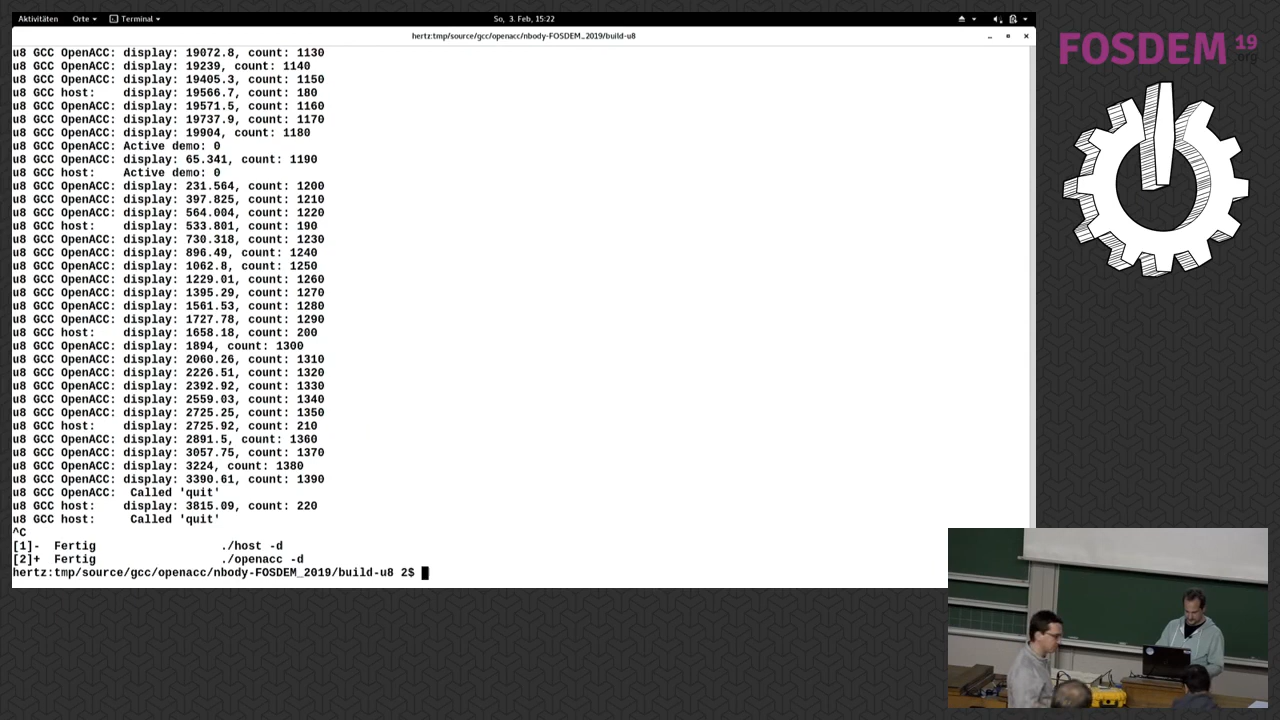 Aktivitäten Orte Terminal So, 3. Feb, 15:22
hertz:tmp/source/gcc/openacc/nbody-FOSDEM_2019/build-u8
FOSDEM 19 .org
u8 GCC OpenACC: display: 19072.8, count: 1130
u8 GCC OpenACC: display: 19239, count: 1140
u8 GCC OpenACC: display: 19405.3, count: 1150
u8 GCC host: display: 19566.7, count: 180
u8 GCC OpenACC: display: 19571.5, count: 1160
u8 GCC OpenACC: display: 19737.9, count: 1170
u8 GCC OpenACC: display: 19904, count: 1180
u8 GCC OpenACC: Active demo: 0
u8 GCC OpenACC: display: 65.341, count: 1190
u8 GCC host: Active demo: 0
u8 GCC OpenACC: display: 231.564, count: 1200
u8 GCC OpenACC: display: 397.825, count: 1210
u8 GCC OpenACC: display: 564.004, count: 1220
u8 GCC host: display: 533.801, count: 190
u8 GCC OpenACC: display: 730.318, count: 1230
u8 GCC OpenACC: display: 896.49, count: 1240
u8 GCC OpenACC: display: 1062.8, count: 1250
u8 GCC OpenACC: display: 1229.01, count: 1260
u8 GCC OpenACC: display: 1395.29, count: 1270
u8 GCC OpenACC: display: 1561.53, count: 1280
u8 GCC OpenACC: display: 1727.78, count: 1290
u8 GCC host: display: 1658.18, count: 200
u8 GCC OpenACC: display: 1894, count: 1300
u8 GCC OpenACC: display: 2060.26, count: 1310
u8 GCC OpenACC: display: 2226.51, count: 1320
u8 GCC OpenACC: display: 2392.92, count: 1330
u8 GCC OpenACC: display: 2559.03, count: 1340
u8 GCC OpenACC: display: 2725.25, count: 1350
u8 GCC host: display: 2725.92, count: 210
u8 GCC OpenACC: display: 2891.5, count: 1360
u8 GCC OpenACC: display: 3057.75, count: 1370
u8 GCC OpenACC: display: 3224, count: 1380
u8 GCC OpenACC: display: 3390.61, count: 1390
u8 GCC OpenACC: Called 'quit'
u8 GCC host: display: 3815.09, count: 220
u8 GCC host: Called 'quit'
^C
[1]- Fertig ./host -d
[2]+ Fertig ./openacc -d
hertz:tmp/source/gcc/openacc/nbody-FOSDEM_2019/build-u8 2$